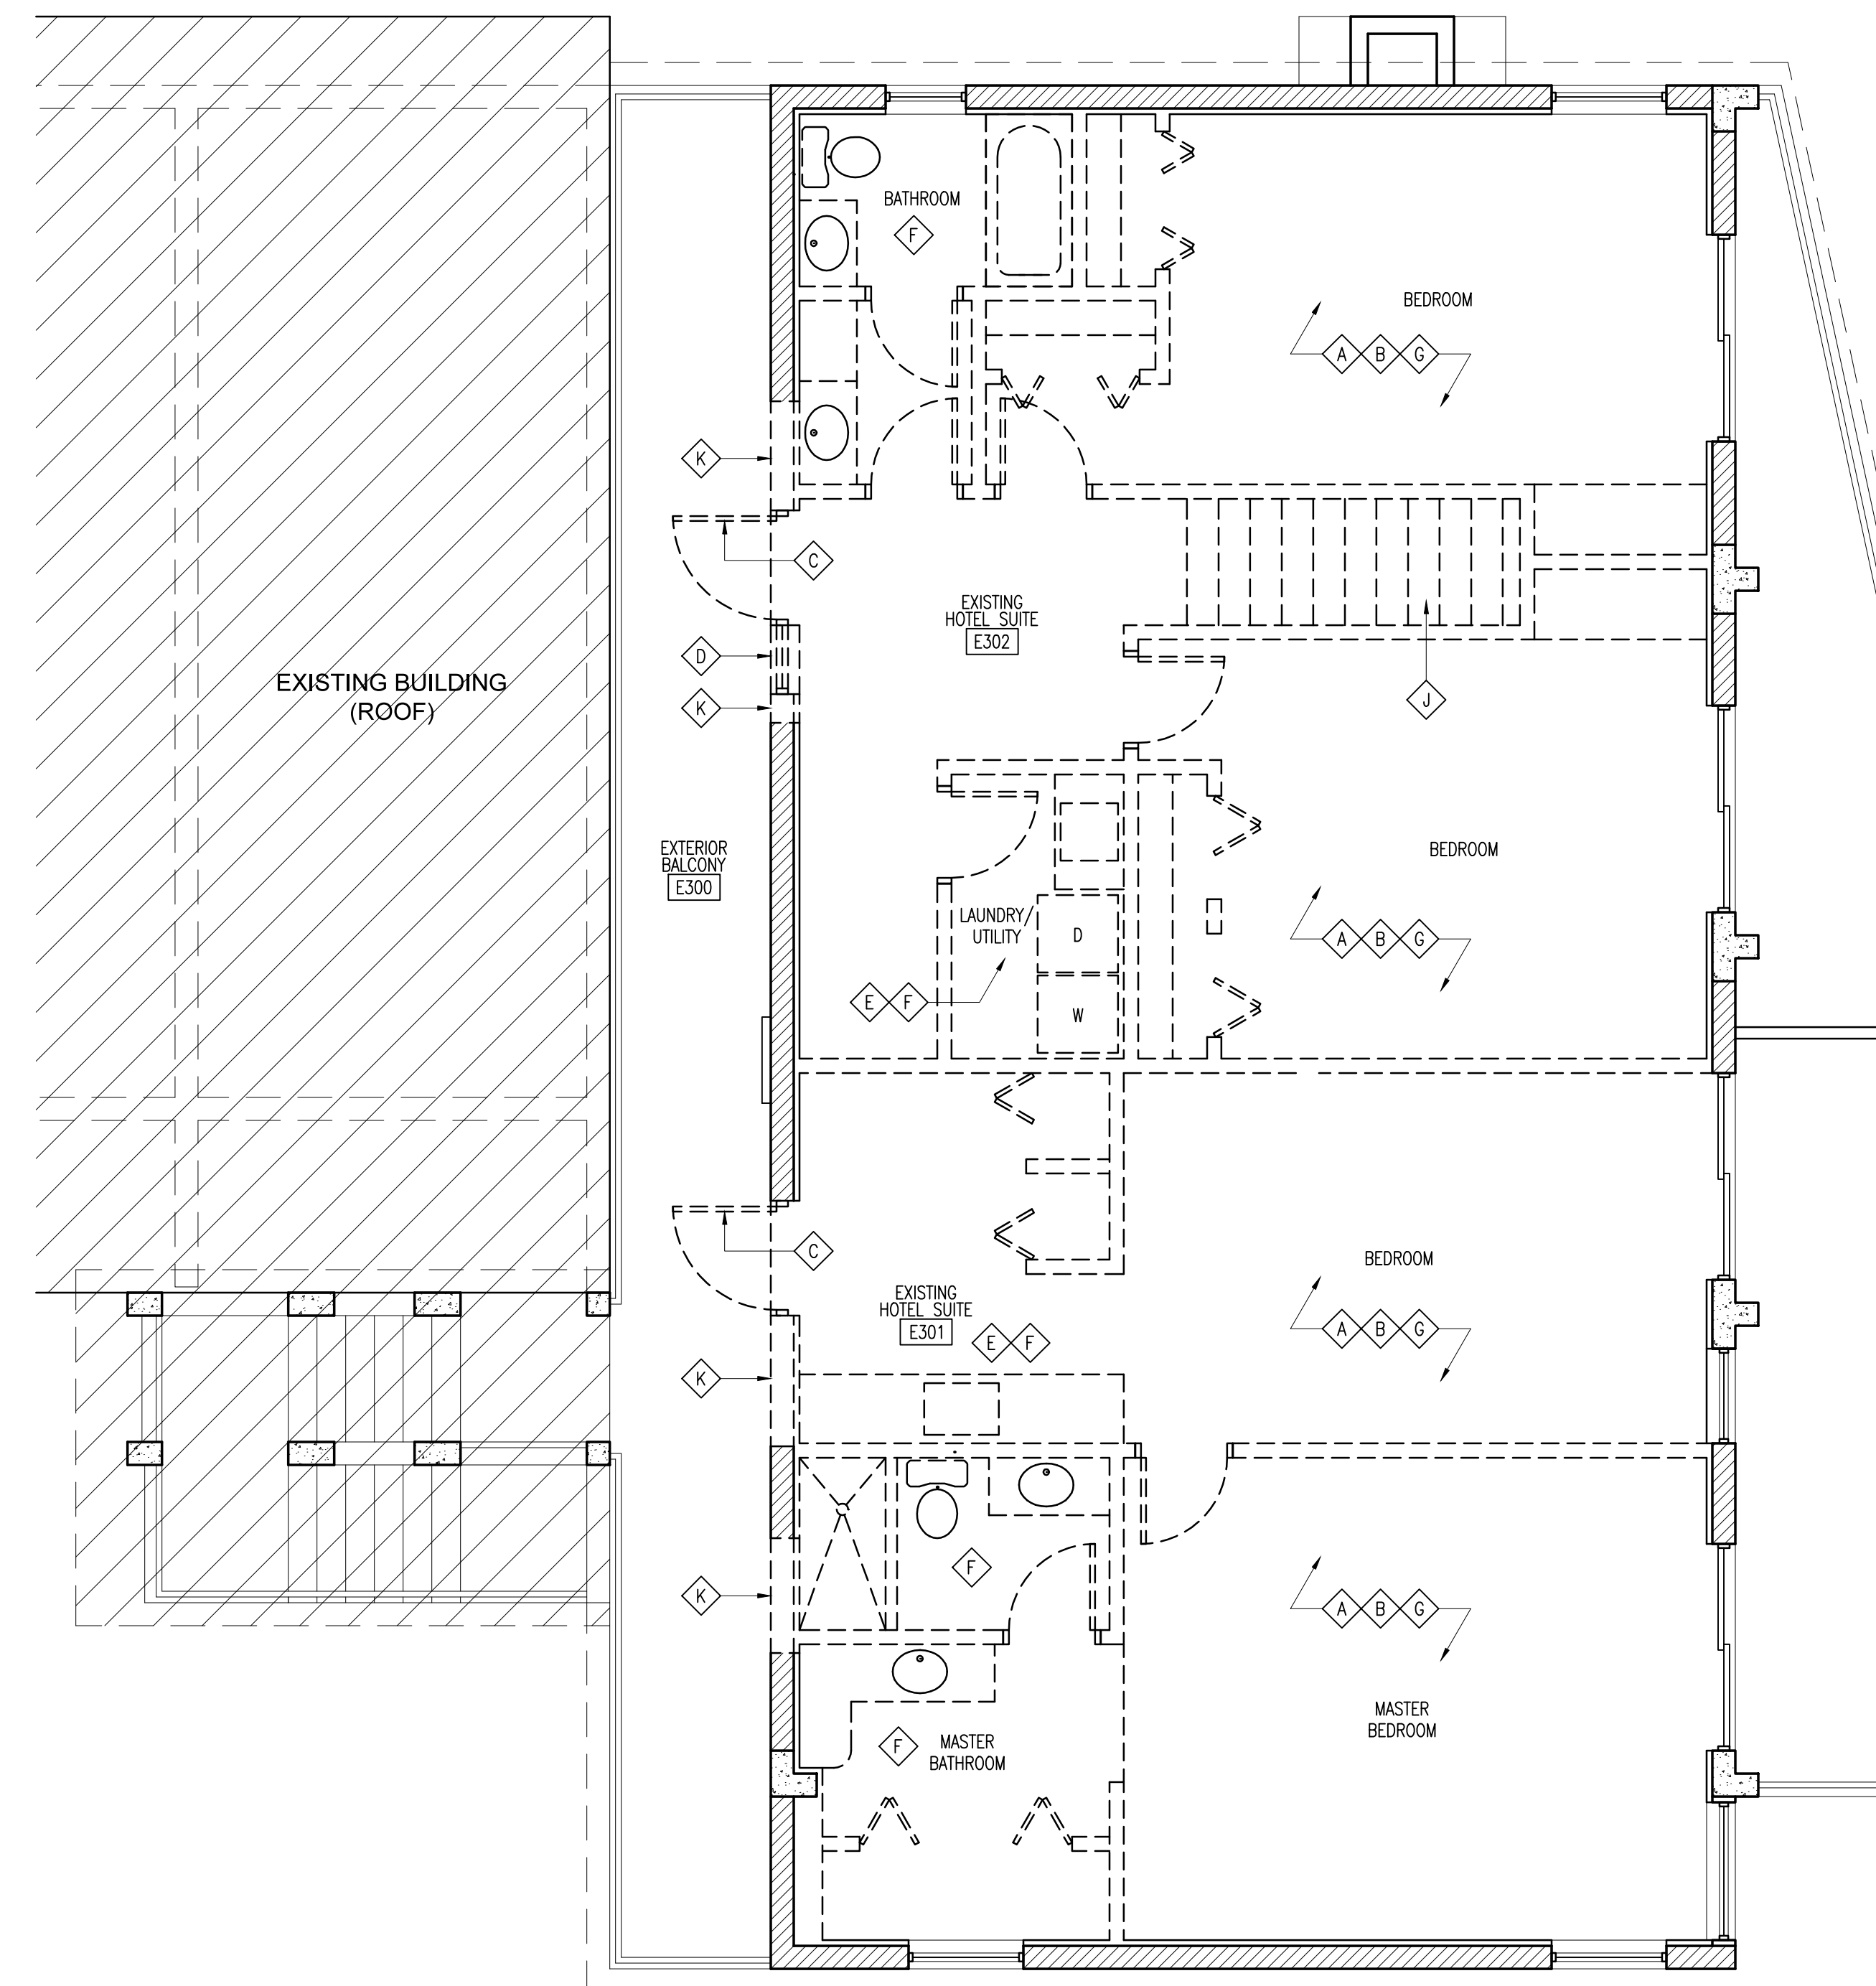 BATHROOM
F
BEDROOM
A B G
K
C
EXISTING
HOTEL SUITE
E302
D
K
EXISTING BUILDING
(ROOF)
J
EXTERIOR
BALCONY
E300
BEDROOM
LAUNDRY/
UTILITY
D
A B G
E F
W
C
BEDROOM
EXISTING
HOTEL SUITE
E301
E F
A B G
K
F
K
A B G
MASTER
BEDROOM
F
MASTER
BATHROOM